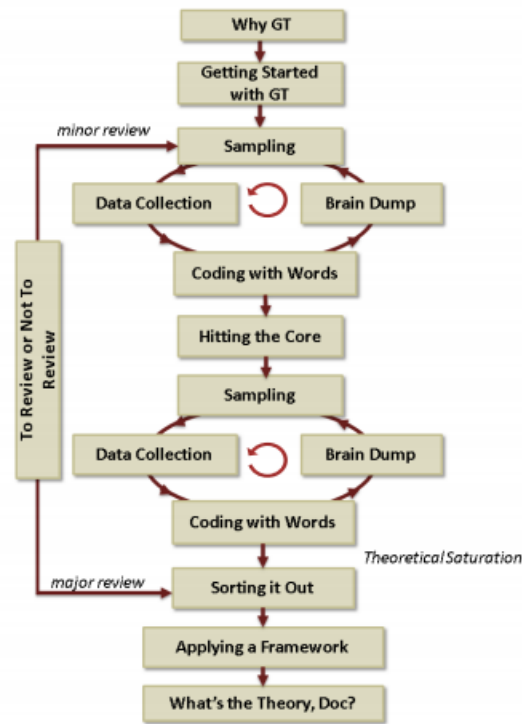 Why GT
Getting Started
with GT
minor review
Sampling
Data Collection
Brain Dump
Coding with Words
To Review or Not To
Review
Hitting the Core
Sampling
Data Collection
Brain Dump
Coding with Words
Theoretical Saturation
major review
Sorting it Out
Applying a Framework
What's the Theory, Doc?